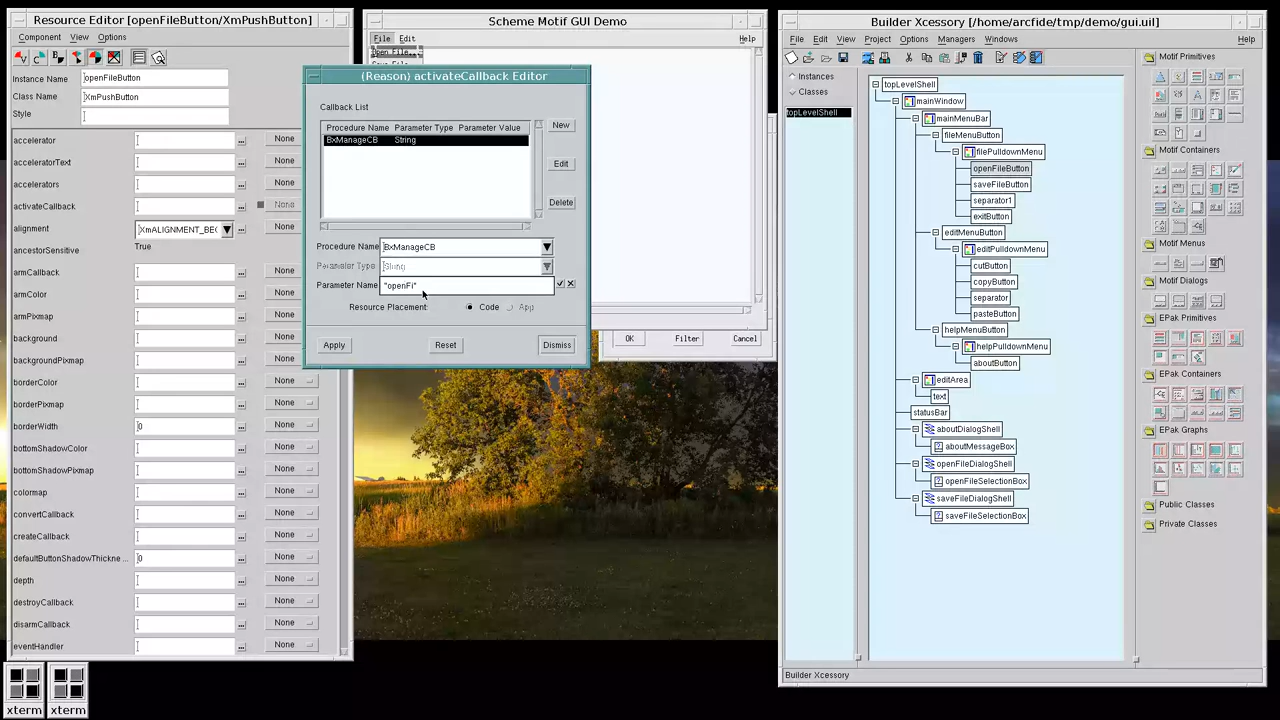 Resource Editor [openFileButton/XmPushButton]
Component View Options
Instance Name openFileButton
Class Name XmPushButton
Style
accelerator None
acceleratorText None
accelerators None
activateCallback None
alignment XmALIGNMENT_BE None
ancestorSensitive True
armCallback
armColor
armPixmap
background
backgroundPixmap
borderColor None
borderPixmap None
borderWidth 0 None
bottomShadowColor None
bottomShadowPixmap None
colormap None
convertCallback None
createCallback None
defaultButtonShadowThickne ... 0 None
depth None
destroyCallback None
disarmCallback None
eventHandler None
xterm xterm
Scheme Motif GUI Demo
File Edit Help
Open File...
OK Filter Cancel
(Reason) activateCallback Editor
Callback List
Procedure Name Parameter Type Parameter Value
BxManageCB String
New
Edit
Delete
Procedure Name BxManageCB
Parameter Type String
Parameter Name "openFi"
Resource Placement: Code App
Apply Reset Dismiss
Builder Xcessory [/home/arcfide/tmp/demo/gui.uil]
File Edit View Project Options Managers Windows Help
Instances
Classes
topLevelShell
topLevelShell
mainWindow
mainMenuBar
fileMenuButton
filePulldownMenu
openFileButton
saveFileButton
separator1
exitButton
editMenuButton
editPulldownMenu
cutButton
copyButton
separator
pasteButton
helpMenuButton
helpPulldownMenu
aboutButton
editArea
text
statusBar
aboutDialogShell
aboutMessageBox
openFileDialogShell
openFileSelectionBox
saveFileDialogShell
saveFileSelectionBox
Motif Primitives
Motif Containers
Motif Menus
Motif Dialogs
EPak Primitives
EPak Containers
EPak Graphs
Public Classes
Private Classes
Builder Xcessory